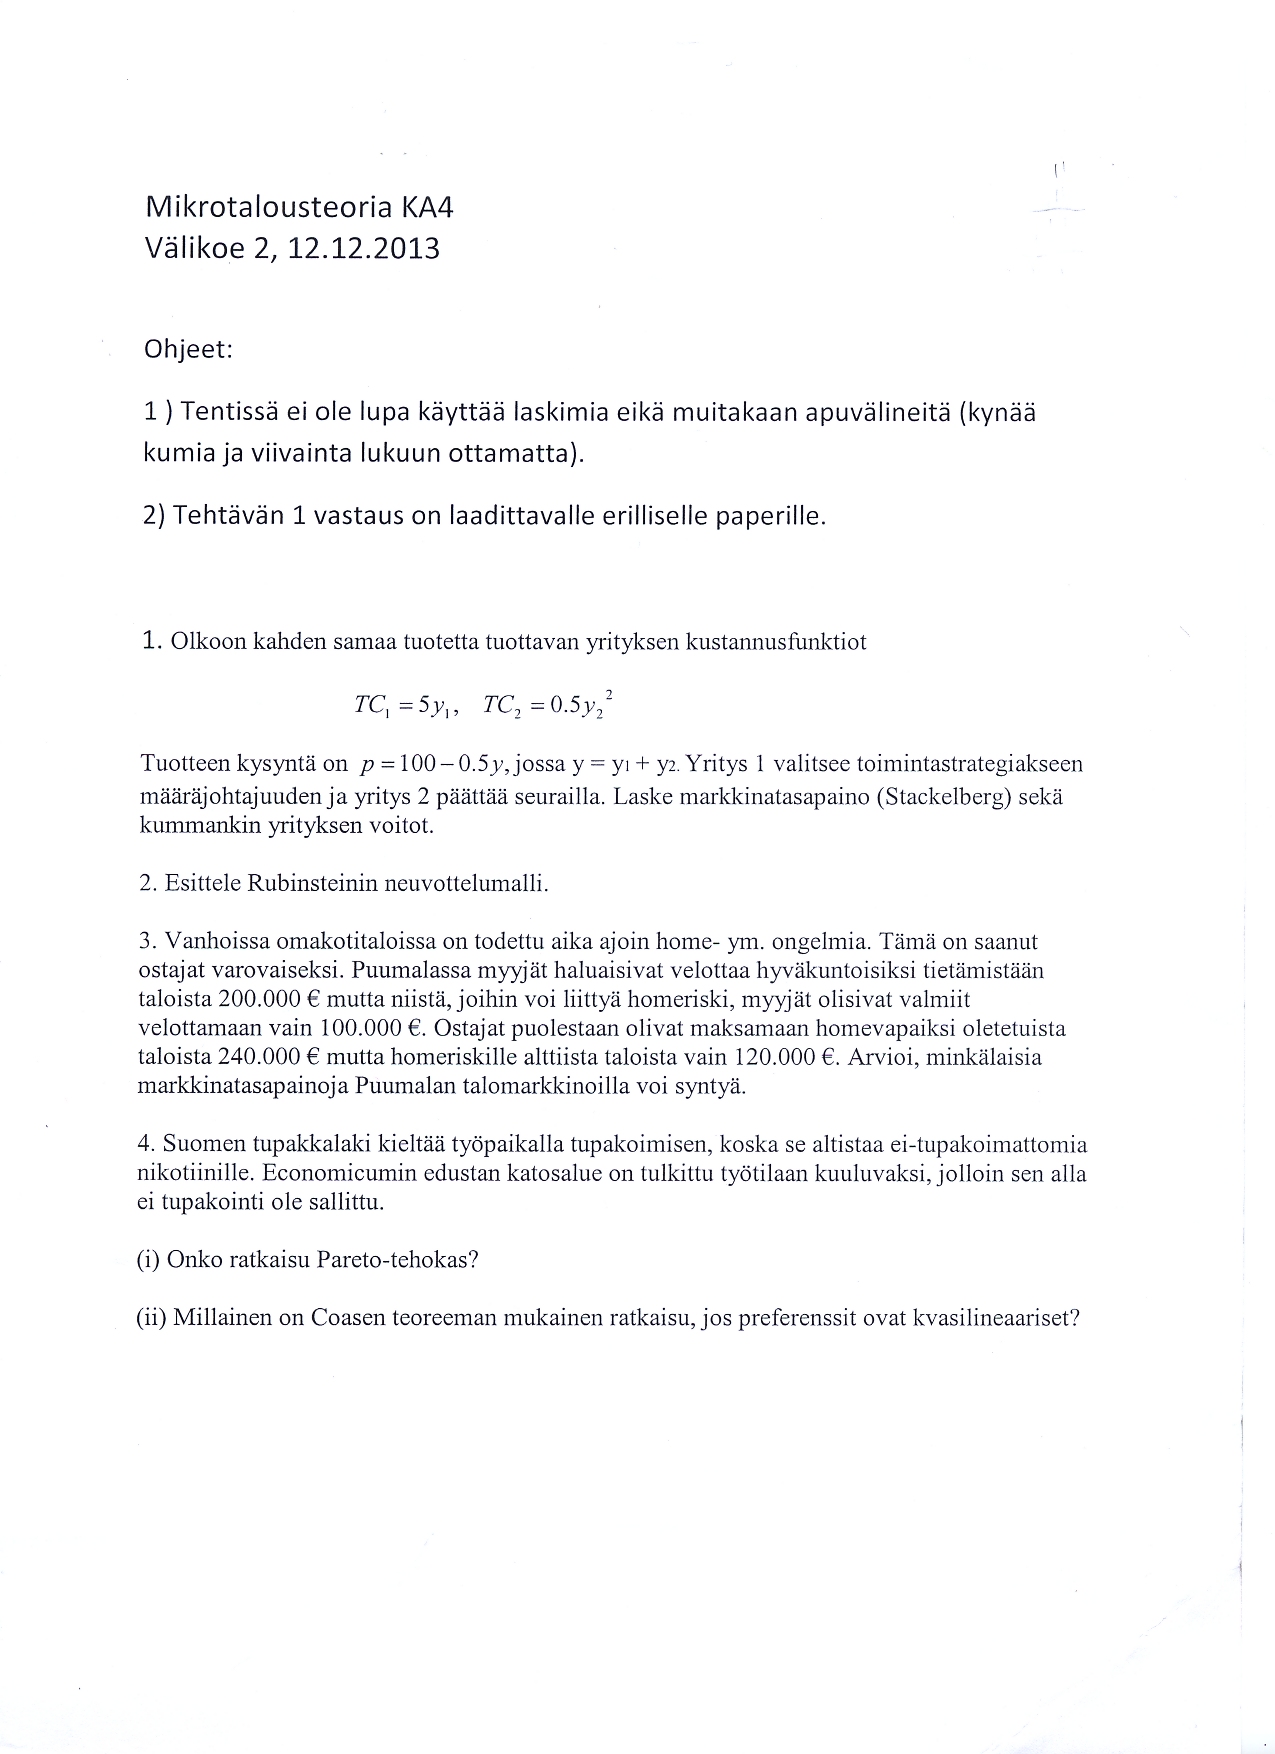 Mikrotalousteoria KA4
Välikoe 2, 12.12.2013
Ohjeet:
1 ) Tentissä ei ole lupa käyttää laskimia eikä muitakaan apuvälineitä (kynää
kumia ja viivainta lukuun ottamatta).
2) Tehtävän 1 vastaus on laadittavalle erilliselle paperille.
1. Olkoon kahden samaa tuotetta tuottavan yrityksen kustannusfunktiot
TC₁ = 5y₁, TC₂ = 0.5y₂²
Tuotteen kysyntä on p = 100 – 0.5y, jossa y = y₁ + y₂. Yritys 1 valitsee toimintastrategiakseen
määräjohtajuuden ja yritys 2 päättää seurailla. Laske markkinatasapaino (Stackelberg) sekä
kummankin yrityksen voitot.
2. Esittele Rubinsteinin neuvottelumalli.
3. Vanhoissa omakotitaloissa on todettu aika ajoin home- ym. ongelmia. Tämä on saanut
ostajat varovaiseksi. Puumalassa myyjät haluaisivat velottaa hyväkuntoisiksi tietämistään
taloista 200.000 € mutta niistä, joihin voi liittyä homeriski, myyjät olisivat valmiit
velottamaan vain 100.000 €. Ostajat puolestaan olivat maksamaan homevapaiksi oletetuista
taloista 240.000 € mutta homeriskille alttiista taloista vain 120.000 €. Arvioi, minkälaisia
markkinatasapainoja Puumalan talomarkkinoilla voi syntyä.
4. Suomen tupakkalaki kieltää työpaikalla tupakoimisen, koska se altistaa ei-tupakoimattomia
nikotiinille. Economicumin edustan katosalue on tulkittu työtilaan kuuluvaksi, jolloin sen alla
ei tupakointi ole sallittu.
(i) Onko ratkaisu Pareto-tehokas?
(ii) Millainen on Coasen teoreeman mukainen ratkaisu, jos preferenssit ovat kvasilineaariset?